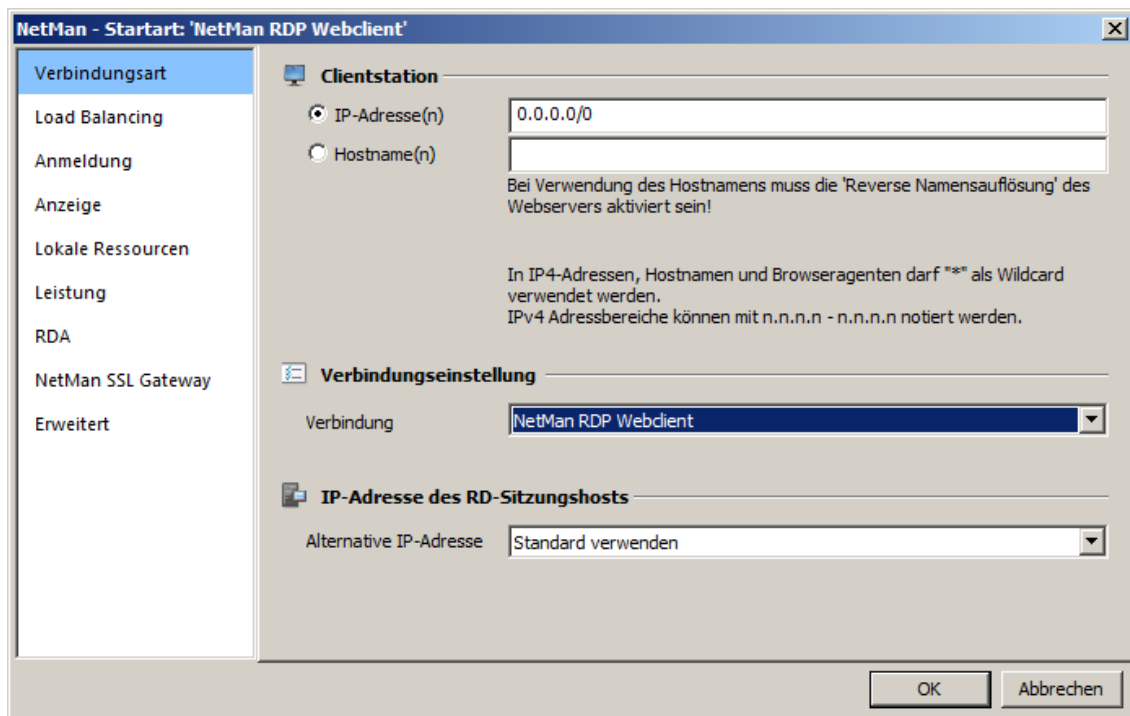 NetMan - Startart: 'NetMan RDP Webclient'
Verbindungsart
Load Balancing
Anmeldung
Anzeige
Lokale Ressourcen
Leistung
RDA
NetMan SSL Gateway
Erweitert
Clientstation
IP-Adresse(n)
0.0.0.0/0
Hostname(n)
Bei Verwendung des Hostnamens muss die 'Reverse Namensauflösung' des
Webservers aktiviert sein!
In IP4-Adressen, Hostnamen und Browseragenten darf "*" als Wildcard
verwendet werden.
IPv4 Adressbereiche können mit n.n.n.n - n.n.n.n notiert werden.
Verbindungseinstellung
Verbindung
NetMan RDP Webclient
IP-Adresse des RD-Sitzungshosts
Alternative IP-Adresse
Standard verwenden
OK
Abbrechen